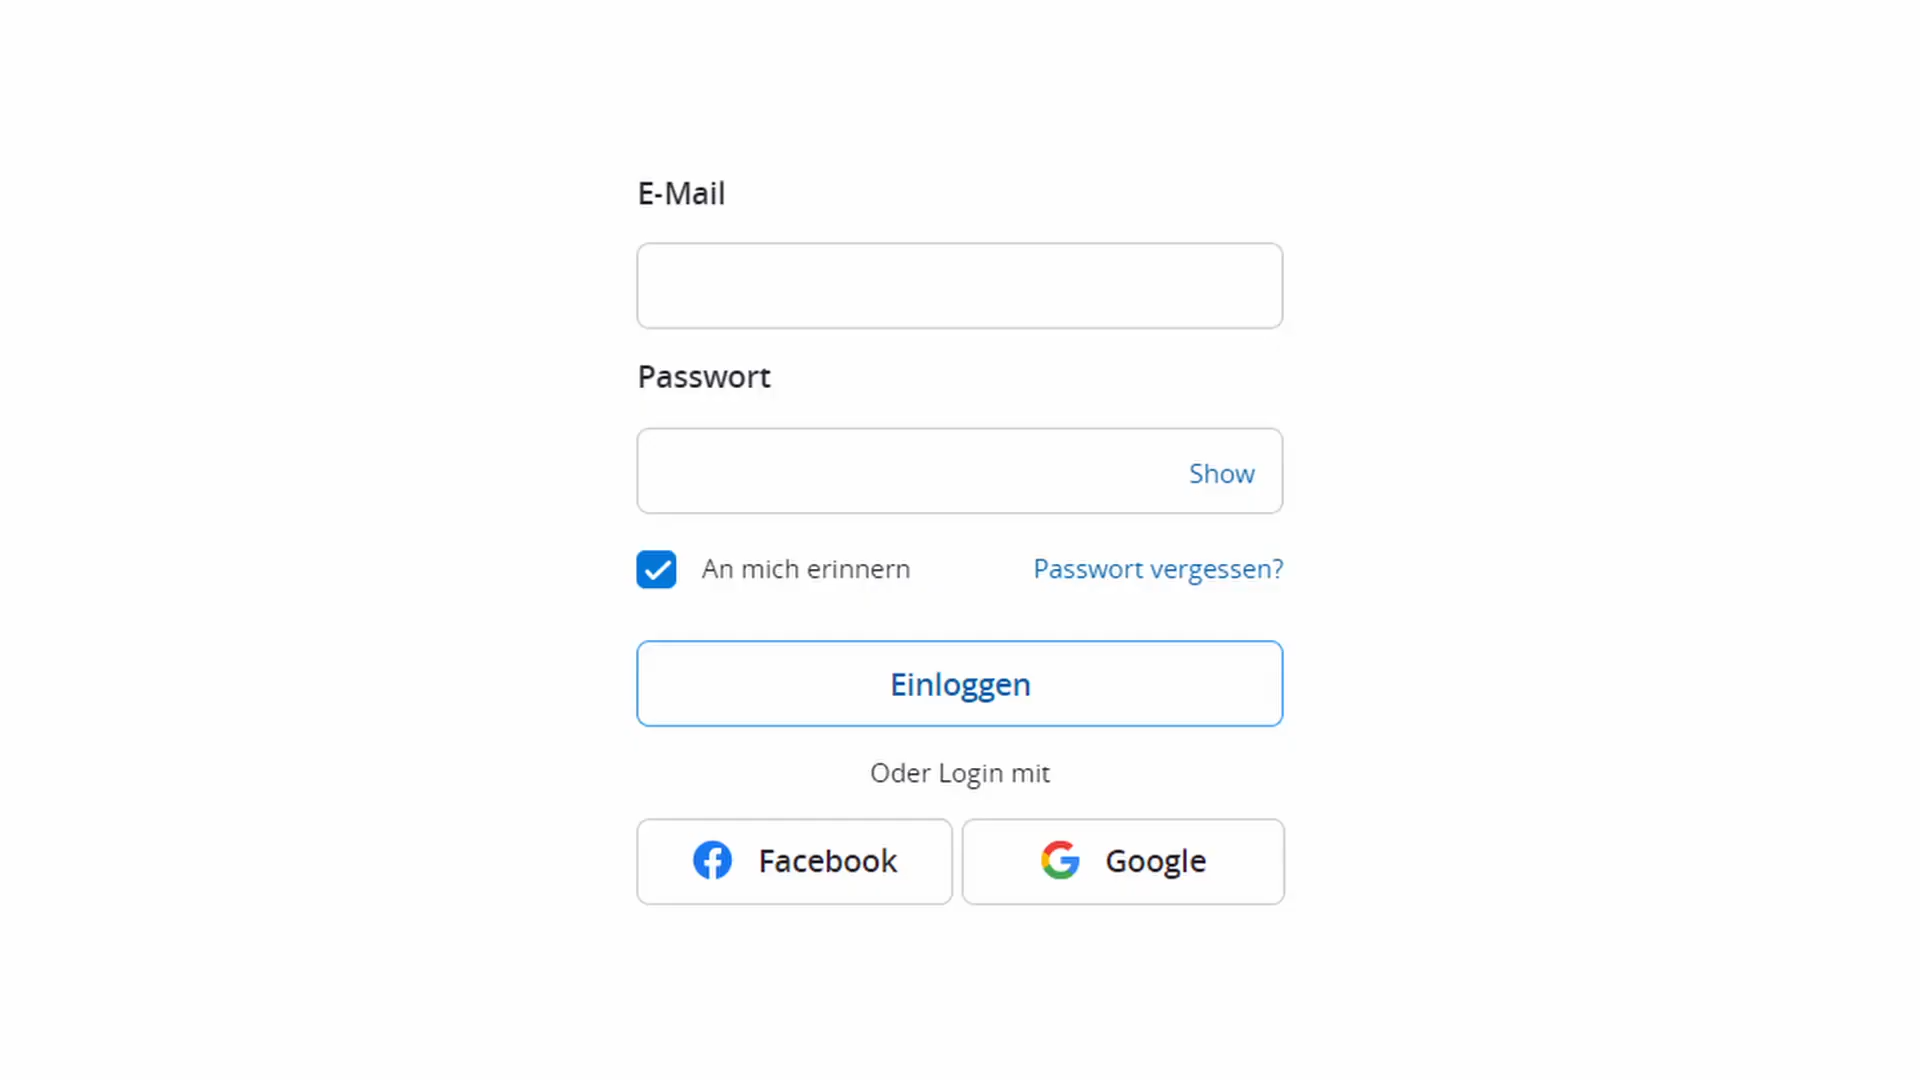 E-Mail
Passwort
Show
An mich erinnern Passwort vergessen?
Einloggen
Oder Login mit
Facebook Google